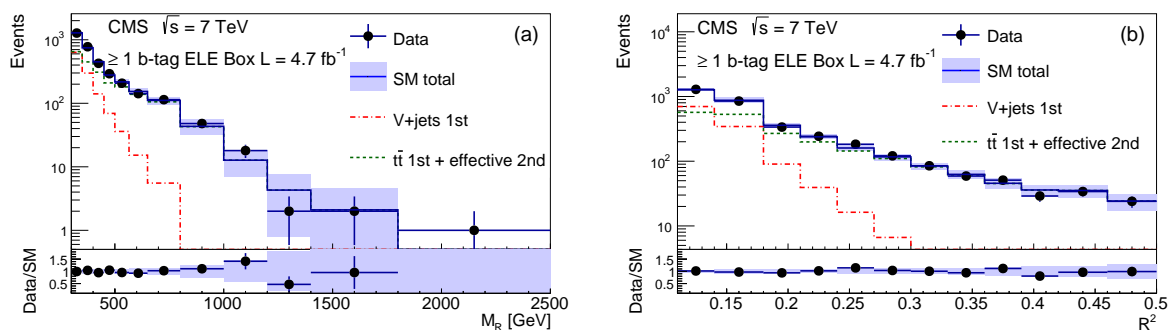 CMS √s = 7 TeV
(a)
≥ 1 b-tag ELE Box L = 4.7 fb⁻¹
Data
SM total
V+jets 1st
tt̄ 1st + effective 2nd
Events
10³
10²
10
1
Data/SM
1.5
1
0.5
500 1000 1500 2000 2500
M_R [GeV]
CMS √s = 7 TeV
(b)
≥ 1 b-tag ELE Box L = 4.7 fb⁻¹
Data
SM total
V+jets 1st
tt̄ 1st + effective 2nd
Events
10⁴
10³
10²
10
Data/SM
1.5
1
0.5
0.15 0.2 0.25 0.3 0.35 0.4 0.45 0.5
R²